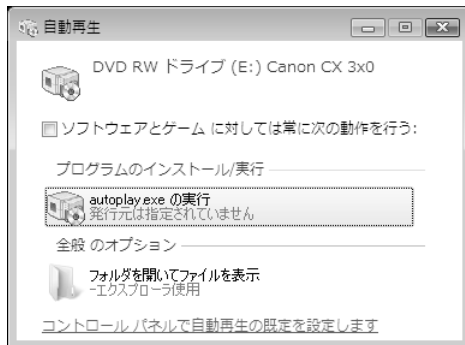 自動再生
DVD RW ドライブ (E:) Canon CX 3x0
ソフトウェアとゲーム に対しては常に次の動作を行う:
プログラムのインストール/実行
autoplay.exe の実行
発行元は指定されていません
全般 のオプション
フォルダを開いてファイルを表示
-エクスプローラ使用
コントロール パネルで自動再生の既定を設定します